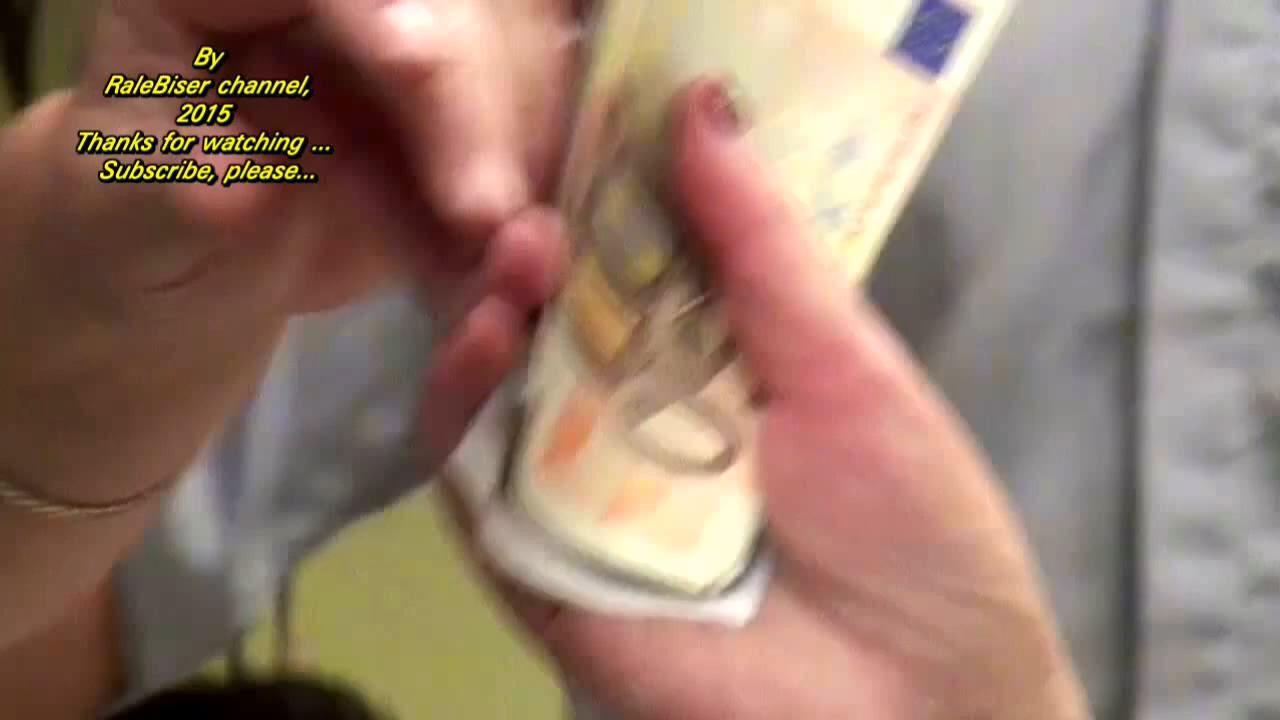 By
RaleBiser channel,
2015
Thanks for watching ...
Subscribe, please...